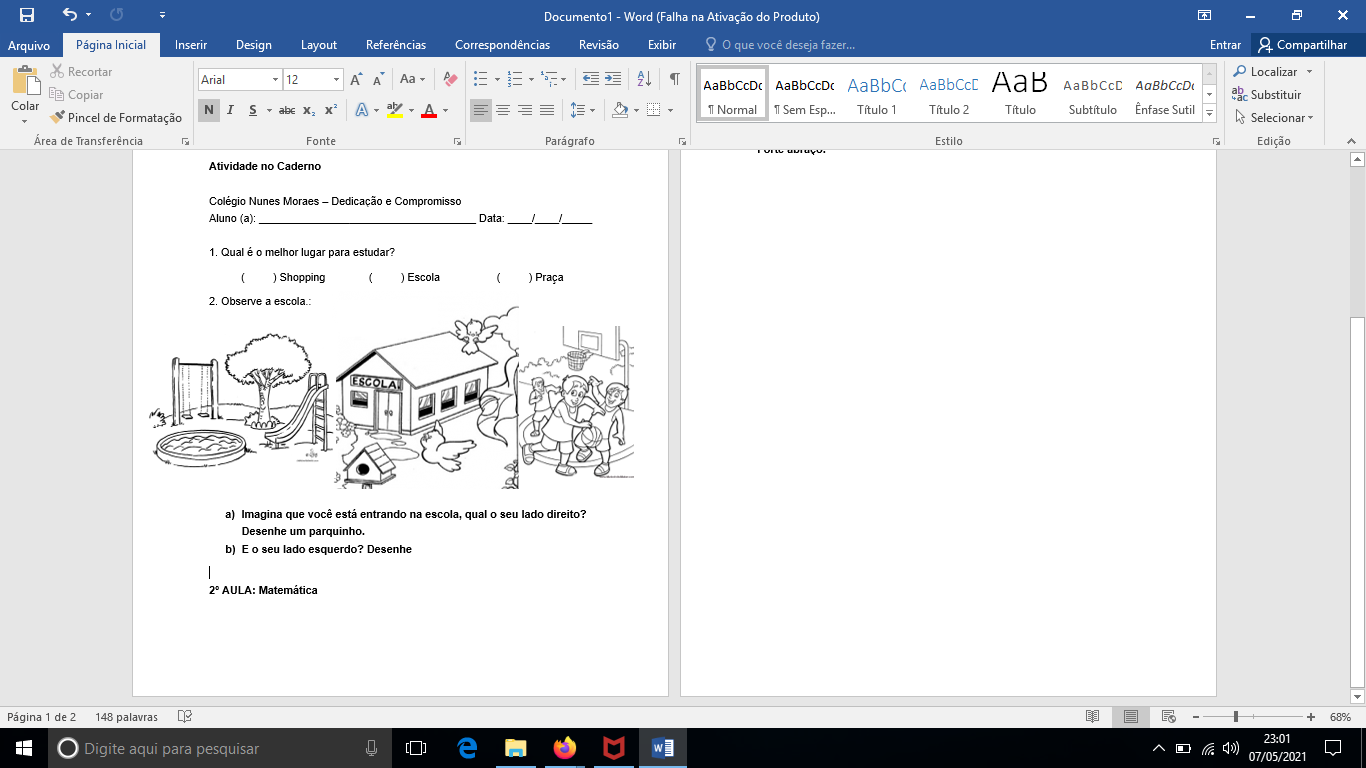 Documento1 - Word (Falha na Ativação do Produto)
Arquivo Página Inicial Inserir Design Layout Referências Correspondências Revisão Exibir O que você deseja fazer... Entrar Compartilhar
Colar
Recortar
Copiar
Pincel de Formatação
Área de Transferência
Arial 12
Aa
N I S abc x₂ x²
A aby A
Fonte
Parágrafo
AaBbCcDc AaBbCcDc AaBbCc AaBbCcD AaB AaBbCcD AaBbCcDc
¶ Normal ¶ Sem Esp... Título 1 Título 2 Título Subtítulo Ênfase Sutil
Estilo
Localizar
Substituir
Selecionar
Edição
Atividade no Caderno
Colégio Nunes Moraes – Dedicação e Compromisso
Aluno (a): ____________________________________ Data: ____/____/_____
1. Qual é o melhor lugar para estudar?
( ) Shopping ( ) Escola ( ) Praça
2. Observe a escola.:
ESCOLA
a) Imagina que você está entrando na escola, qual o seu lado direito?
Desenhe um parquinho.
b) E o seu lado esquerdo? Desenhe
2º AULA: Matemática
Forte abraço.
Página 1 de 2 148 palavras
68%
Digite aqui para pesquisar
23:01
07/05/2021